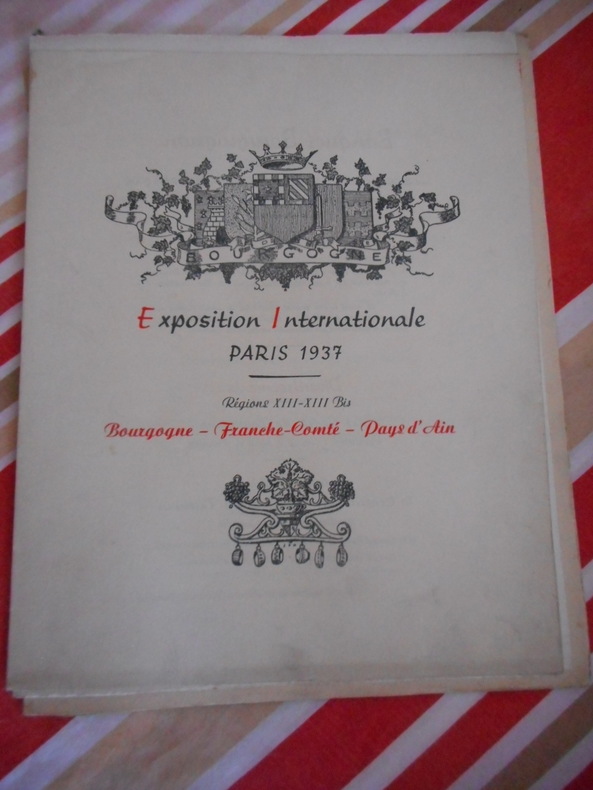 BOURGOGNE
Exposition Internationale
PARIS 1937
Régions XIII-XIII Bis
Bourgogne – Franche-Comté – Pays d'Ain